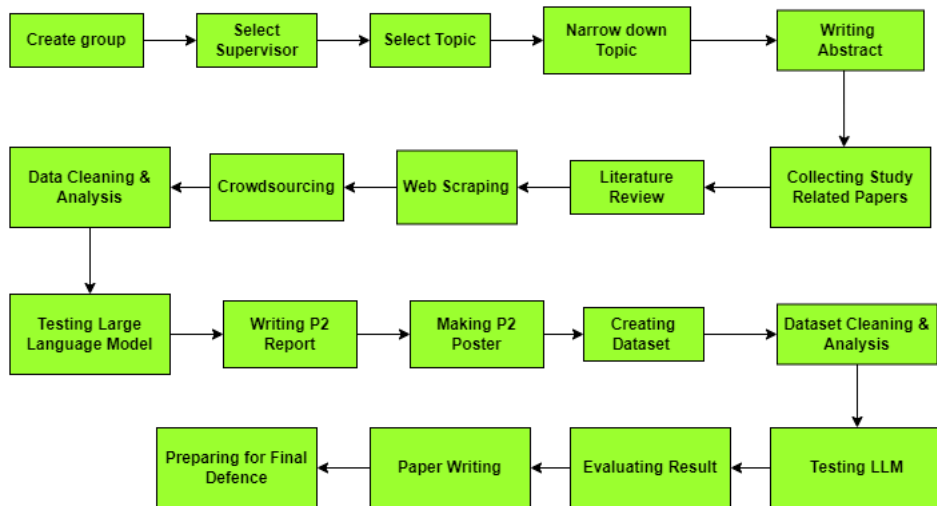 Create group
Select
Supervisor
Select Topic
Narrow down
Topic
Writing
Abstract
Collecting Study
Related Papers
Literature
Review
Web Scraping
Crowdsourcing
Data Cleaning &
Analysis
Testing Large
Language Model
Writing P2
Report
Making P2
Poster
Creating
Dataset
Dataset Cleaning &
Analysis
Testing LLM
Evaluating Result
Paper Writing
Preparing for Final
Defence